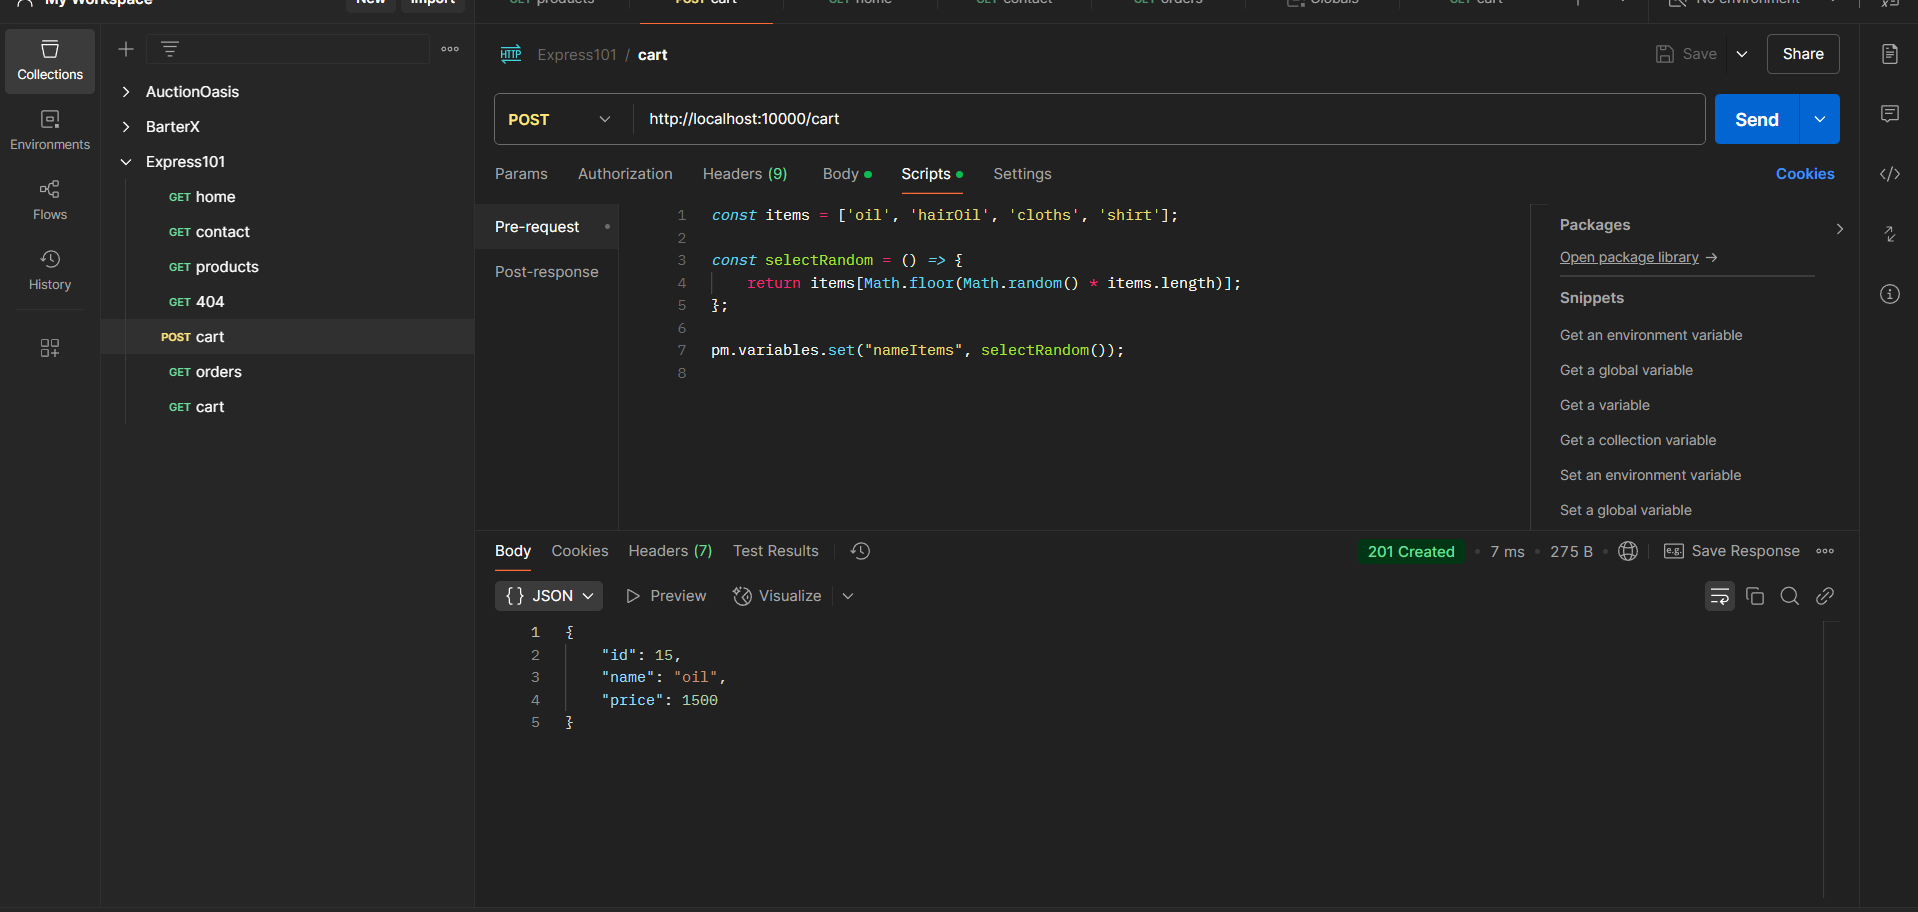 My Workspace
New
Import
GET products
POST cart
GET home
GET contact
GET orders
Globals
GET cart
No environment
Collections
Environments
Flows
History
AuctionOasis
BarterX
Express101
GET home
GET contact
GET products
GET 404
POST cart
GET orders
GET cart
HTTP Express101 / cart
Save
Share
POST
http://localhost:10000/cart
Send
Params
Authorization
Headers (9)
Body
Scripts
Settings
Cookies
Pre-request
Post-response
1 const items = ['oil', 'hairOil', 'cloths', 'shirt'];
2
3 const selectRandom = () => {
4 return items[Math.floor(Math.random() * items.length)];
5 };
6
7 pm.variables.set("nameItems", selectRandom());
8
Packages
Open package library →
Snippets
Get an environment variable
Get a global variable
Get a variable
Get a collection variable
Set an environment variable
Set a global variable
Body
Cookies
Headers (7)
Test Results
201 Created
7 ms
275 B
e.g. Save Response
{} JSON
Preview
Visualize
1 {
2 "id": 15,
3 "name": "oil",
4 "price": 1500
5 }